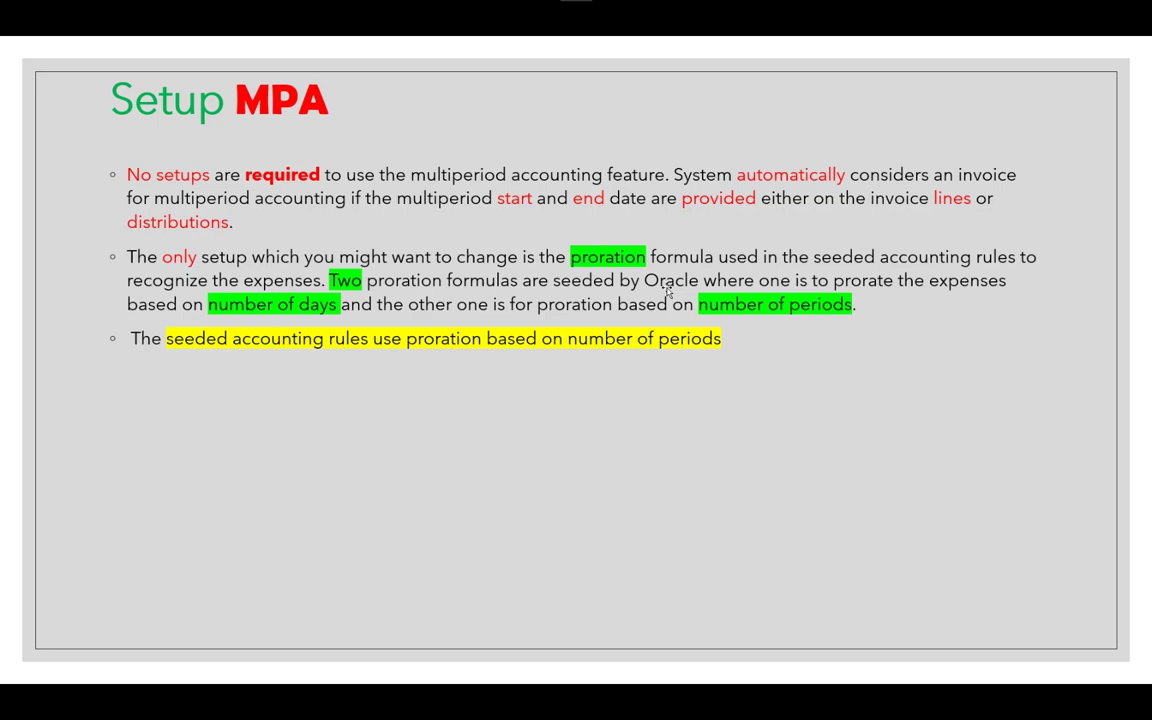 Setup MPA
◦ No setups are required to use the multiperiod accounting feature. System automatically considers an invoice
for multiperiod accounting if the multiperiod start and end date are provided either on the invoice lines or
distributions.
◦ The only setup which you might want to change is the proration formula used in the seeded accounting rules to
recognize the expenses. Two proration formulas are seeded by Oracle where one is to prorate the expenses
based on number of days and the other one is for proration based on number of periods.
◦ The seeded accounting rules use proration based on number of periods